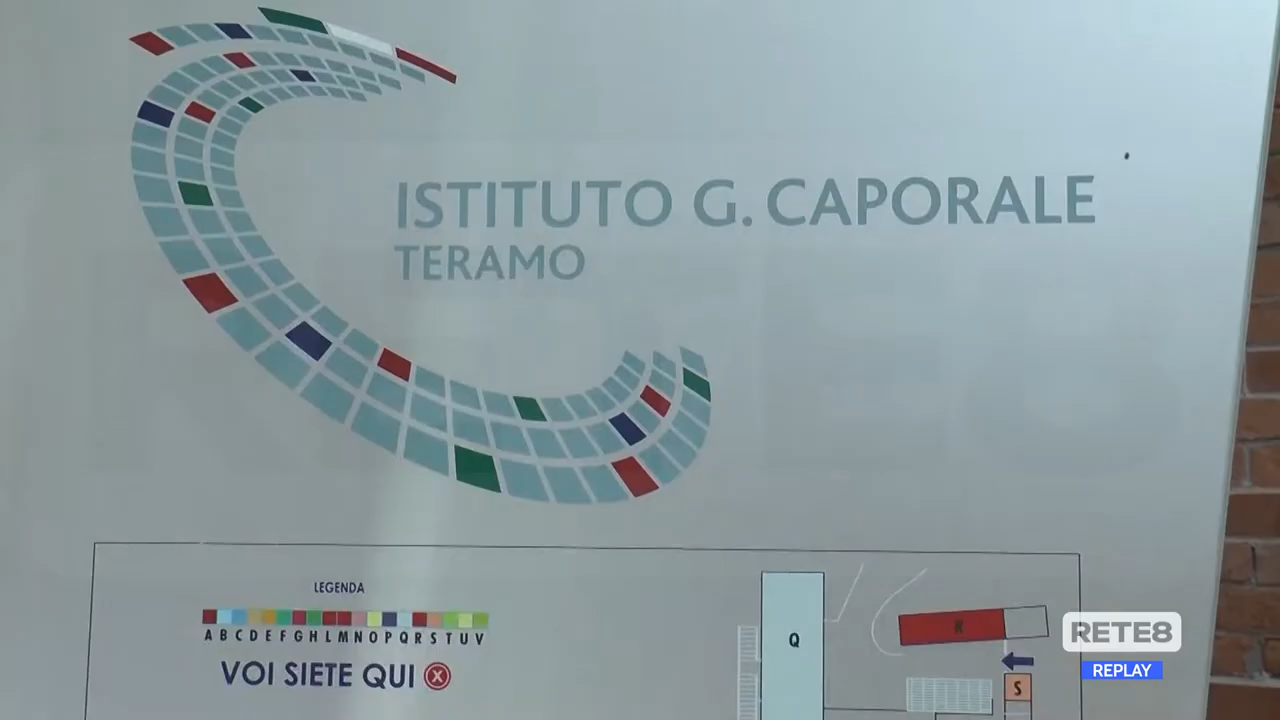 ISTITUTO G. CAPORALE
TERAMO
LEGENDA
A B C D E F G H L M N O P Q R S T U V
VOI SIETE QUI X
Q
R
S
RETE8
REPLAY